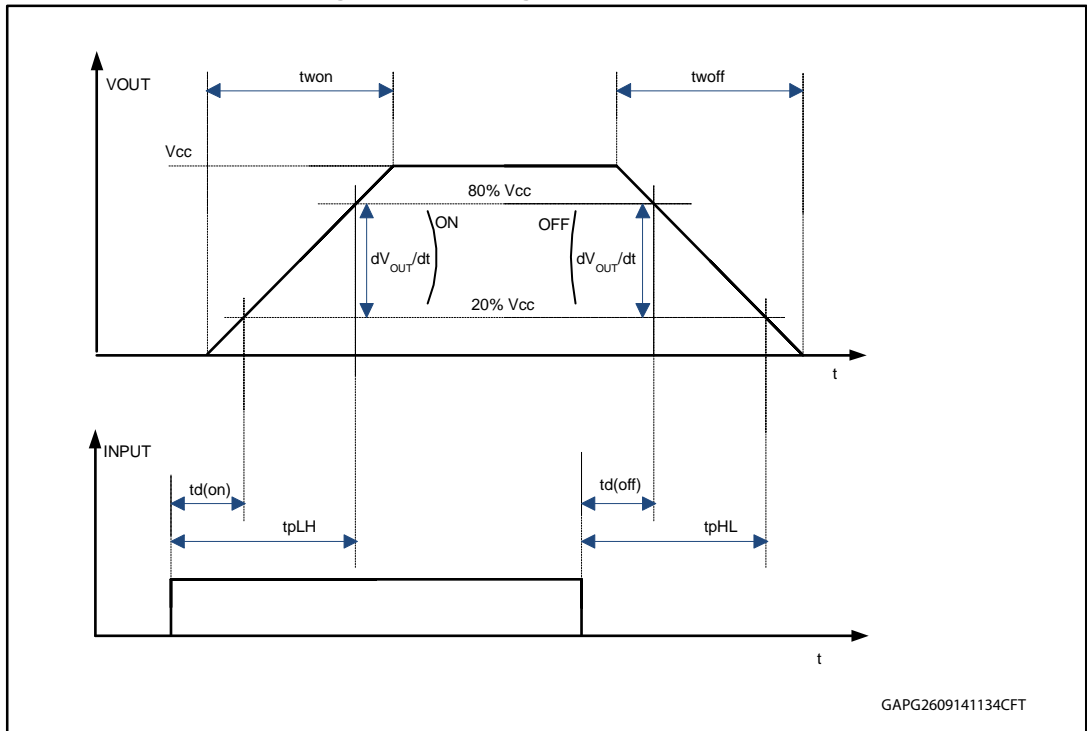 VOUT
twon
twoff
Vcc
80% Vcc
ON
OFF
dVOUT/dt
dVOUT/dt
20% Vcc
t
INPUT
td(on)
td(off)
tpLH
tpHL
t
GAPG2609141134CFT